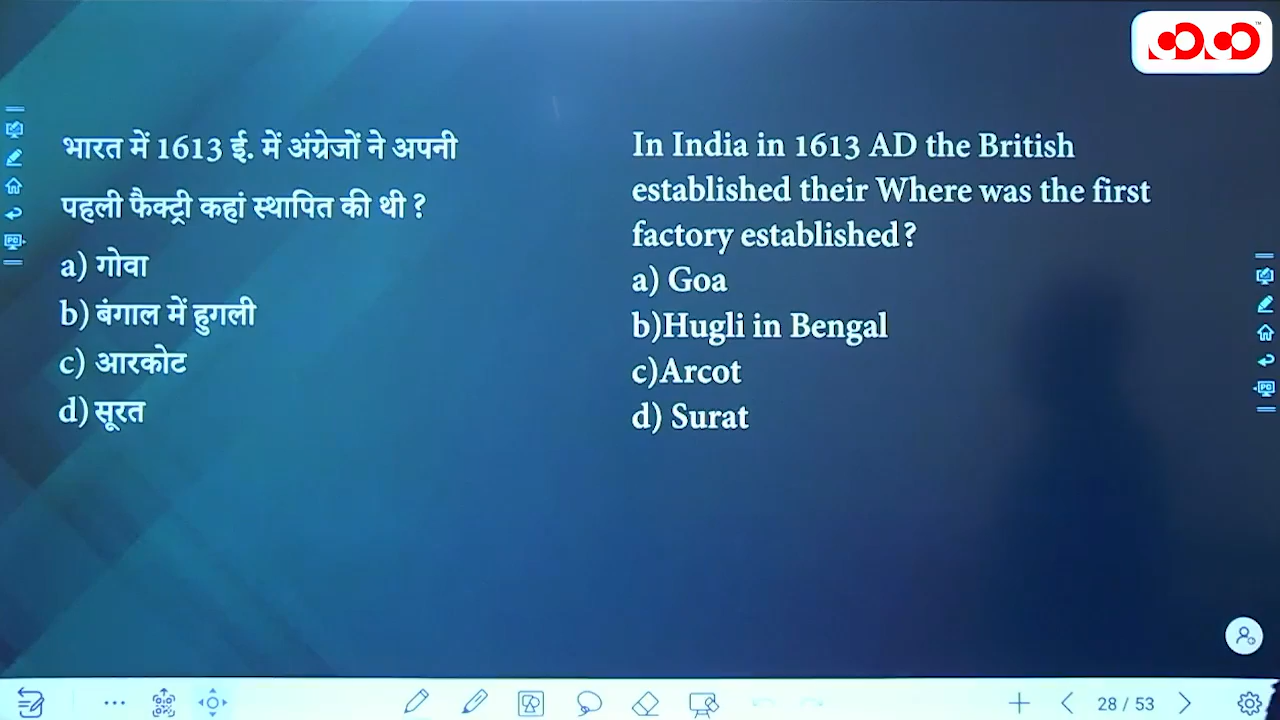 भारत में 1613 ई. में अंग्रेजों ने अपनी
पहली फैक्ट्री कहां स्थापित की थी ?
a) गोवा
b) बंगाल में हुगली
c) आरकोट
d) सूरत
In India in 1613 AD the British
established their Where was the first
factory established?
a) Goa
b)Hugli in Bengal
c)Arcot
d) Surat
28 / 53